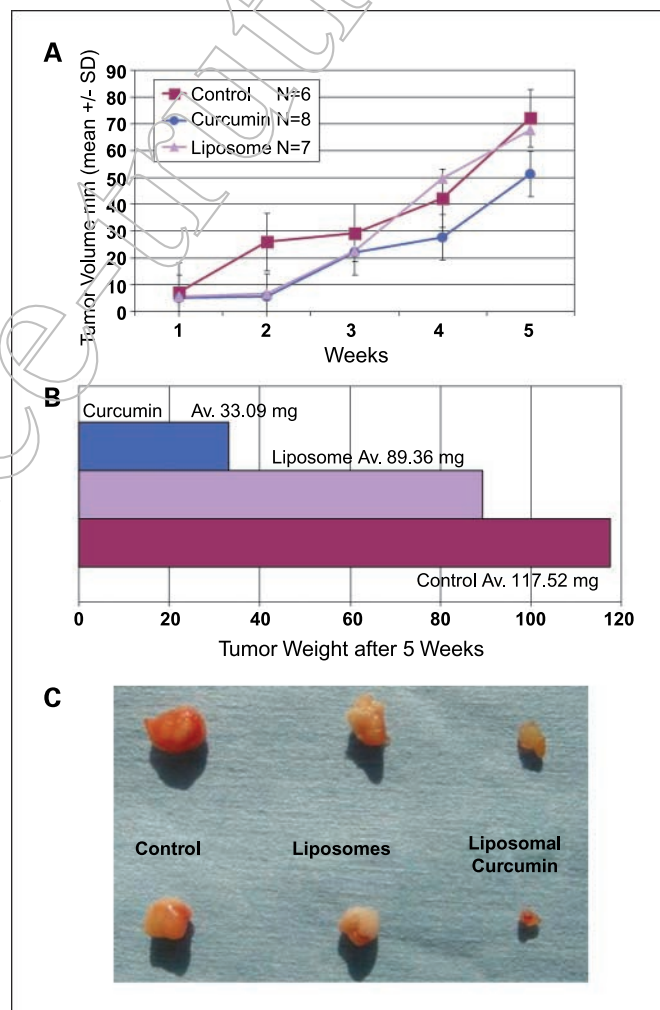 A
Tumor Volume mm (mean +/- SD)
90
80
70
60
50
40
30
20
10
0
Control N=6
Curcumin N=8
Liposome N=7
1 2 3 4 5
Weeks
B
Curcumin Av. 33.09 mg
Liposome Av. 89.36 mg
Control Av. 117.52 mg
0 20 40 60 80 100 120
Tumor Weight after 5 Weeks
C
Control Liposomes Liposomal
Curcumin